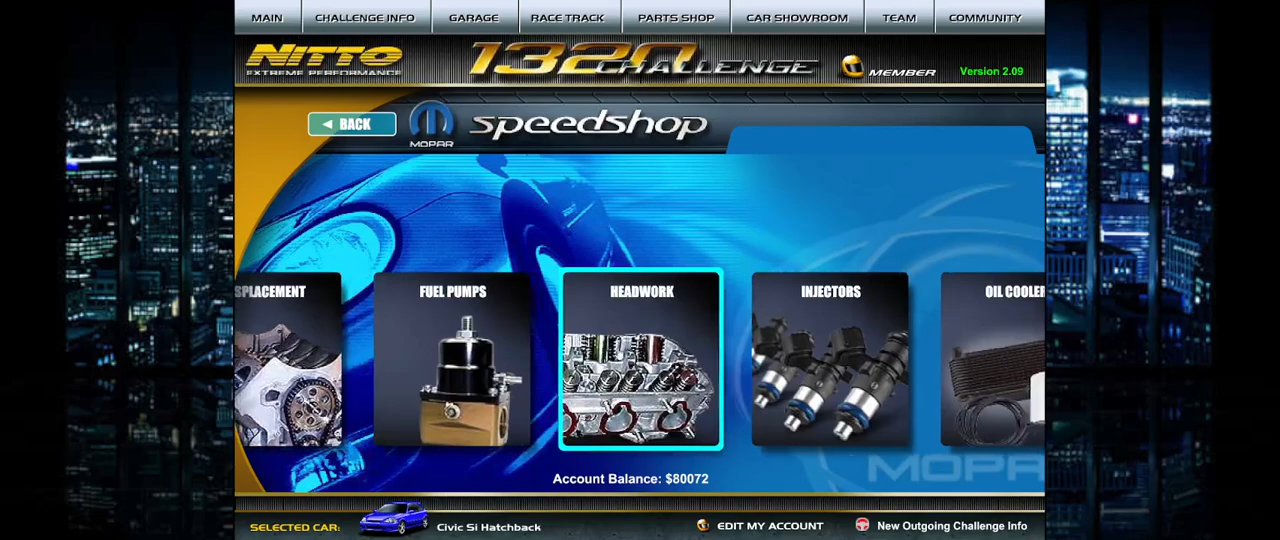 MAIN CHALLENGE INFO GARAGE RACE TRACK PARTS SHOP CAR SHOWROOM TEAM COMMUNITY
NITTO
EXTREME PERFORMANCE
1320 CHALLENGE
MEMBER
Version 2.09
BACK
MOPAR
speedshop
SPLACEMENT
FUEL PUMPS
HEADWORK
INJECTORS
OIL COOLER
MOPAR
Account Balance: $80072
SELECTED CAR: Civic Si Hatchback
EDIT MY ACCOUNT
New Outgoing Challenge Info